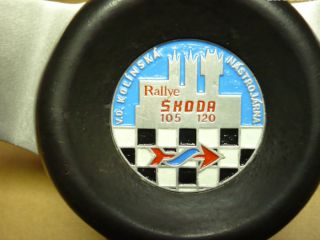 V.D. KOLÍNSKÁ NÁSTROJÁRNA
Rallye
ŠKODA
105 120